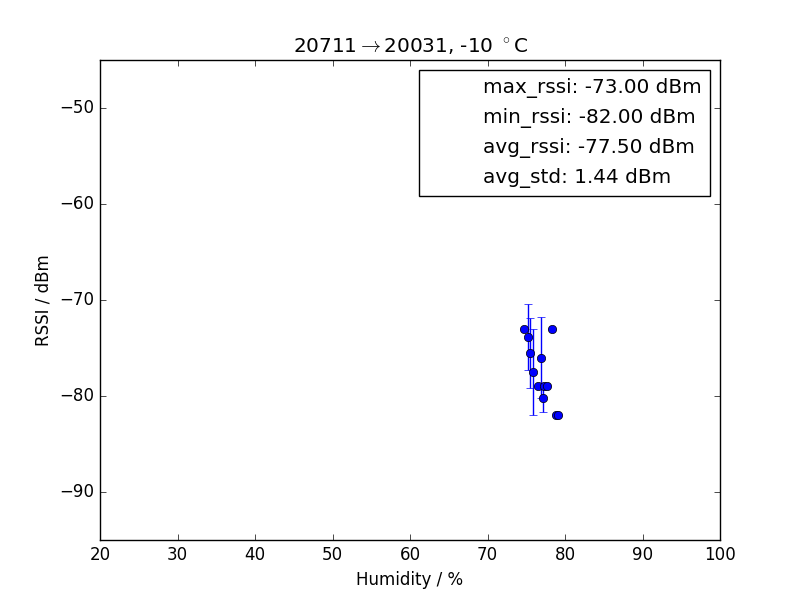 20711→20031, -10 °C
max_rssi: -73.00 dBm
min_rssi: -82.00 dBm
avg_rssi: -77.50 dBm
avg_std: 1.44 dBm
RSSI / dBm
−50
−60
−70
−80
−90
20 30 40 50 60 70 80 90 100
Humidity / %